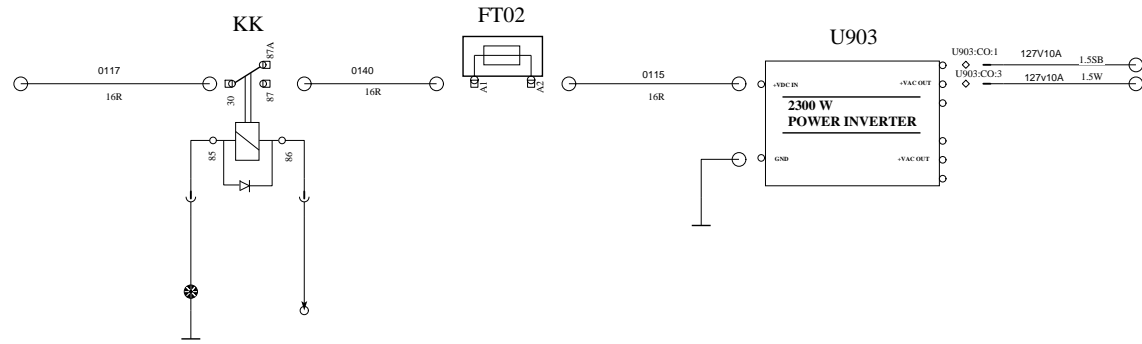 KK
FT02
U903
0117
16R
87A
30
87
85
86
0140
16R
A1
A2
0115
16R
+VDC IN
GND
2300 W
POWER INVERTER
+VAC OUT
+VAC OUT
U903:CO:1
127V10A
1.5SB
U903:CO:3
127v10A
1.5W